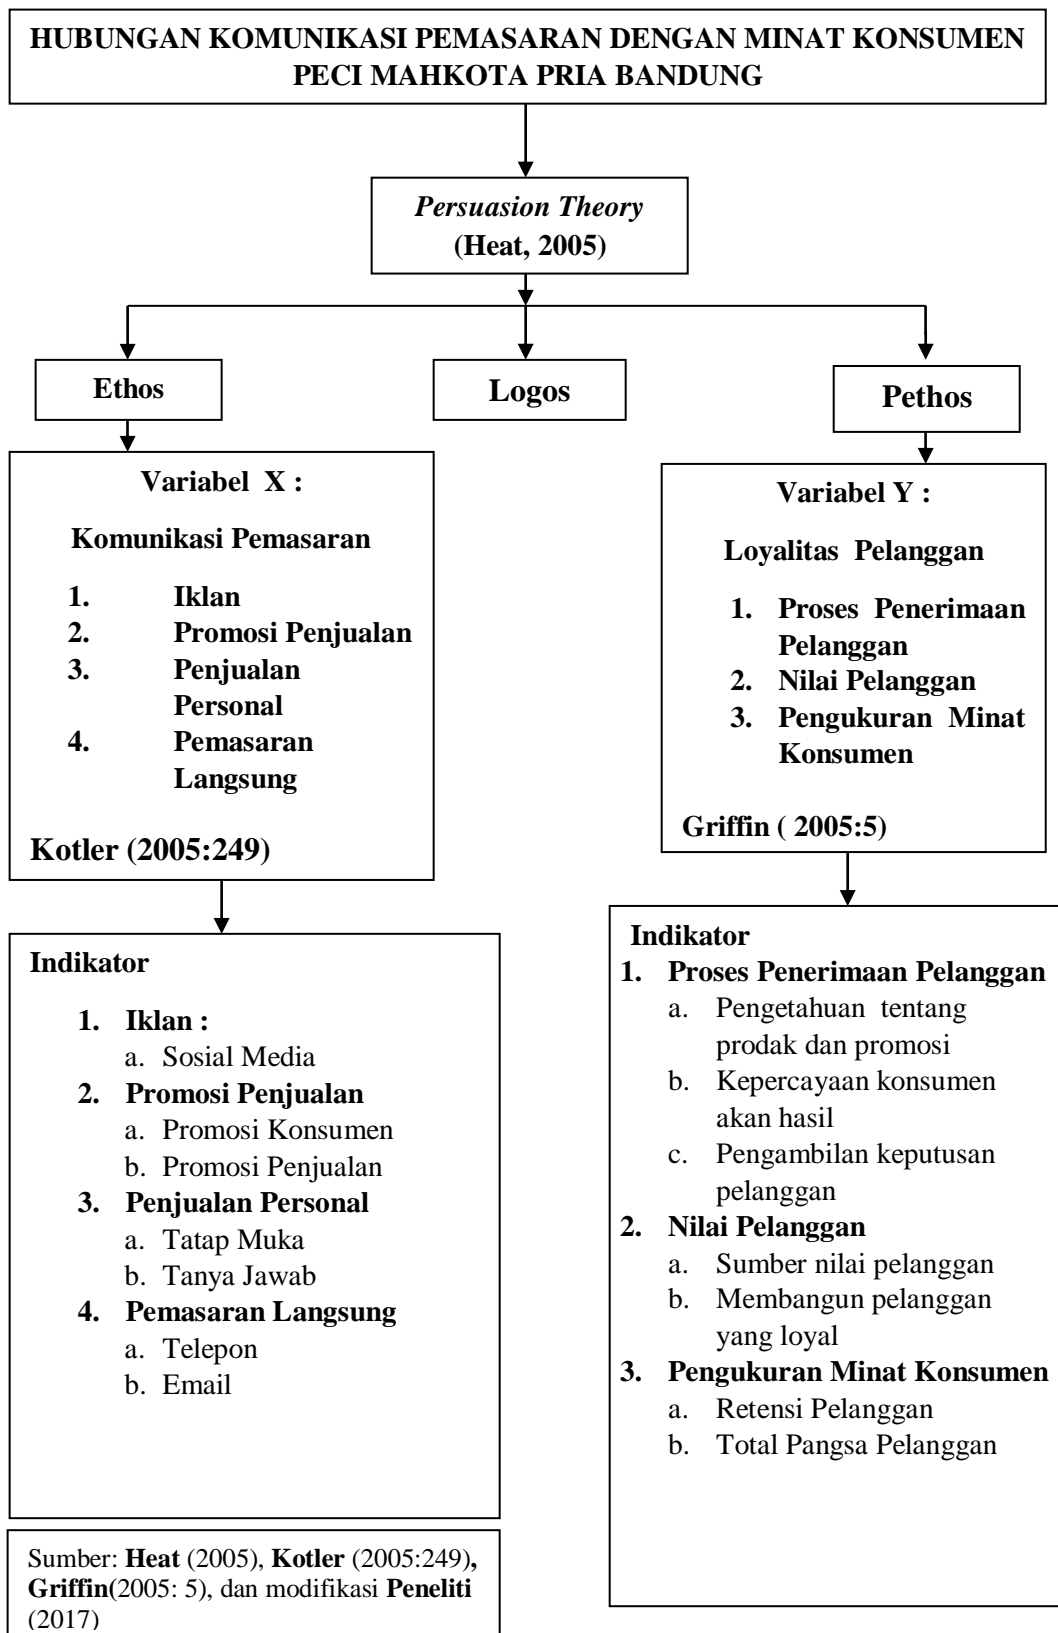 HUBUNGAN KOMUNIKASI PEMASARAN DENGAN MINAT KONSUMEN
PECI MAHKOTA PRIA BANDUNG
Persuasion Theory
(Heat, 2005)
Ethos
Logos
Pethos
Variabel X :
Komunikasi Pemasaran
1. Iklan
2. Promosi Penjualan
3. Penjualan
Personal
4. Pemasaran
Langsung
Kotler (2005:249)
Variabel Y :
Loyalitas Pelanggan
1. Proses Penerimaan
Pelanggan
2. Nilai Pelanggan
3. Pengukuran Minat
Konsumen
Griffin ( 2005:5)
Indikator
1. Iklan :
a. Sosial Media
2. Promosi Penjualan
a. Promosi Konsumen
b. Promosi Penjualan
3. Penjualan Personal
a. Tatap Muka
b. Tanya Jawab
4. Pemasaran Langsung
a. Telepon
b. Email
Indikator
1. Proses Penerimaan Pelanggan
a. Pengetahuan tentang
prodak dan promosi
b. Kepercayaan konsumen
akan hasil
c. Pengambilan keputusan
pelanggan
2. Nilai Pelanggan
a. Sumber nilai pelanggan
b. Membangun pelanggan
yang loyal
3. Pengukuran Minat Konsumen
a. Retensi Pelanggan
b. Total Pangsa Pelanggan
Sumber: Heat (2005), Kotler (2005:249),
Griffin(2005: 5), dan modifikasi Peneliti
(2017)